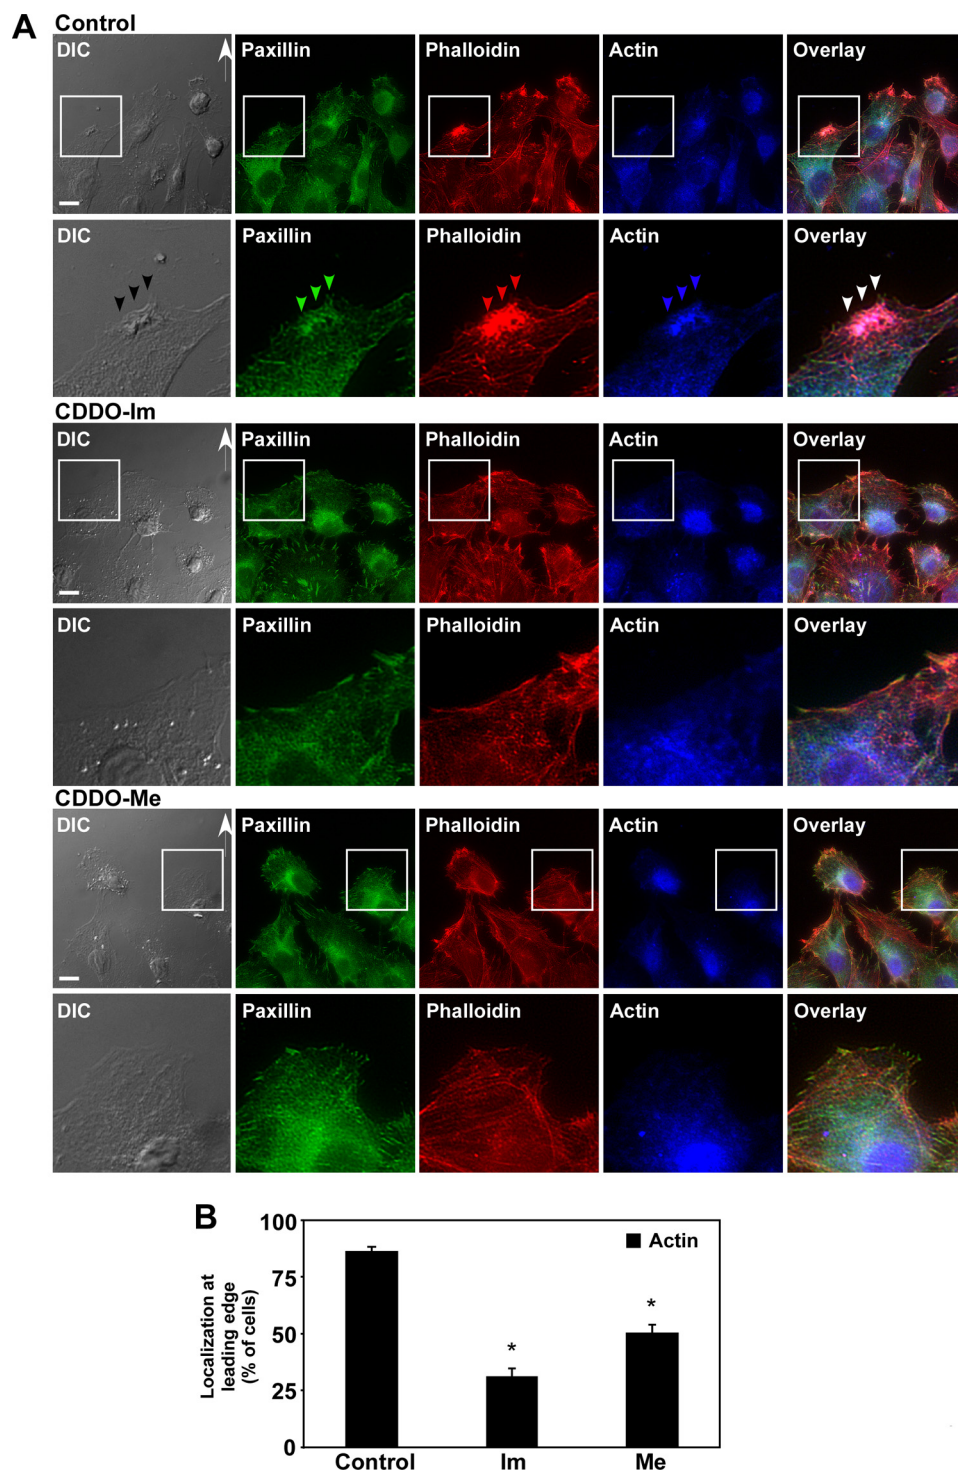 A
Control
DIC Paxillin Phalloidin Actin Overlay
DIC Paxillin Phalloidin Actin Overlay
CDDO-Im
DIC Paxillin Phalloidin Actin Overlay
DIC Paxillin Phalloidin Actin Overlay
CDDO-Me
DIC Paxillin Phalloidin Actin Overlay
DIC Paxillin Phalloidin Actin Overlay
B
Localization at
leading edge
(% of cells)
100
75
50
25
0
Actin
*
*
Control Im Me